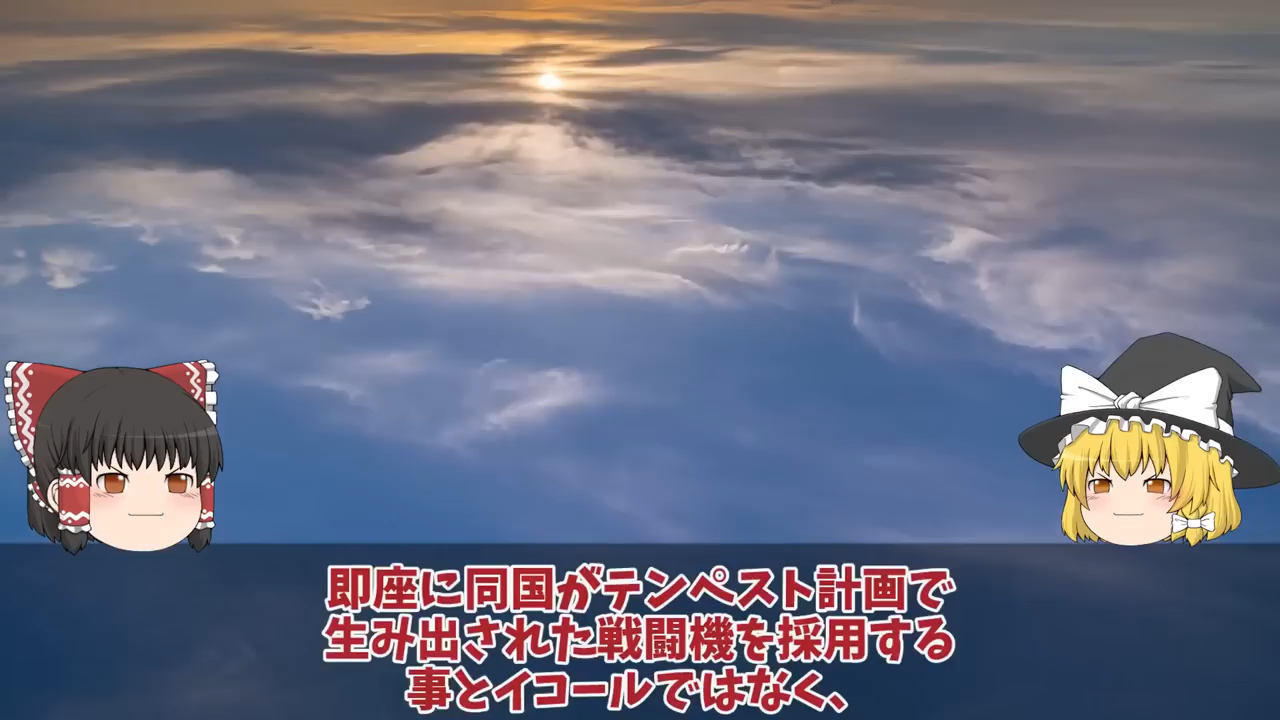 即座に同国がテンペスト計画で
生み出された戦闘機を採用する
事とイコールではなく、